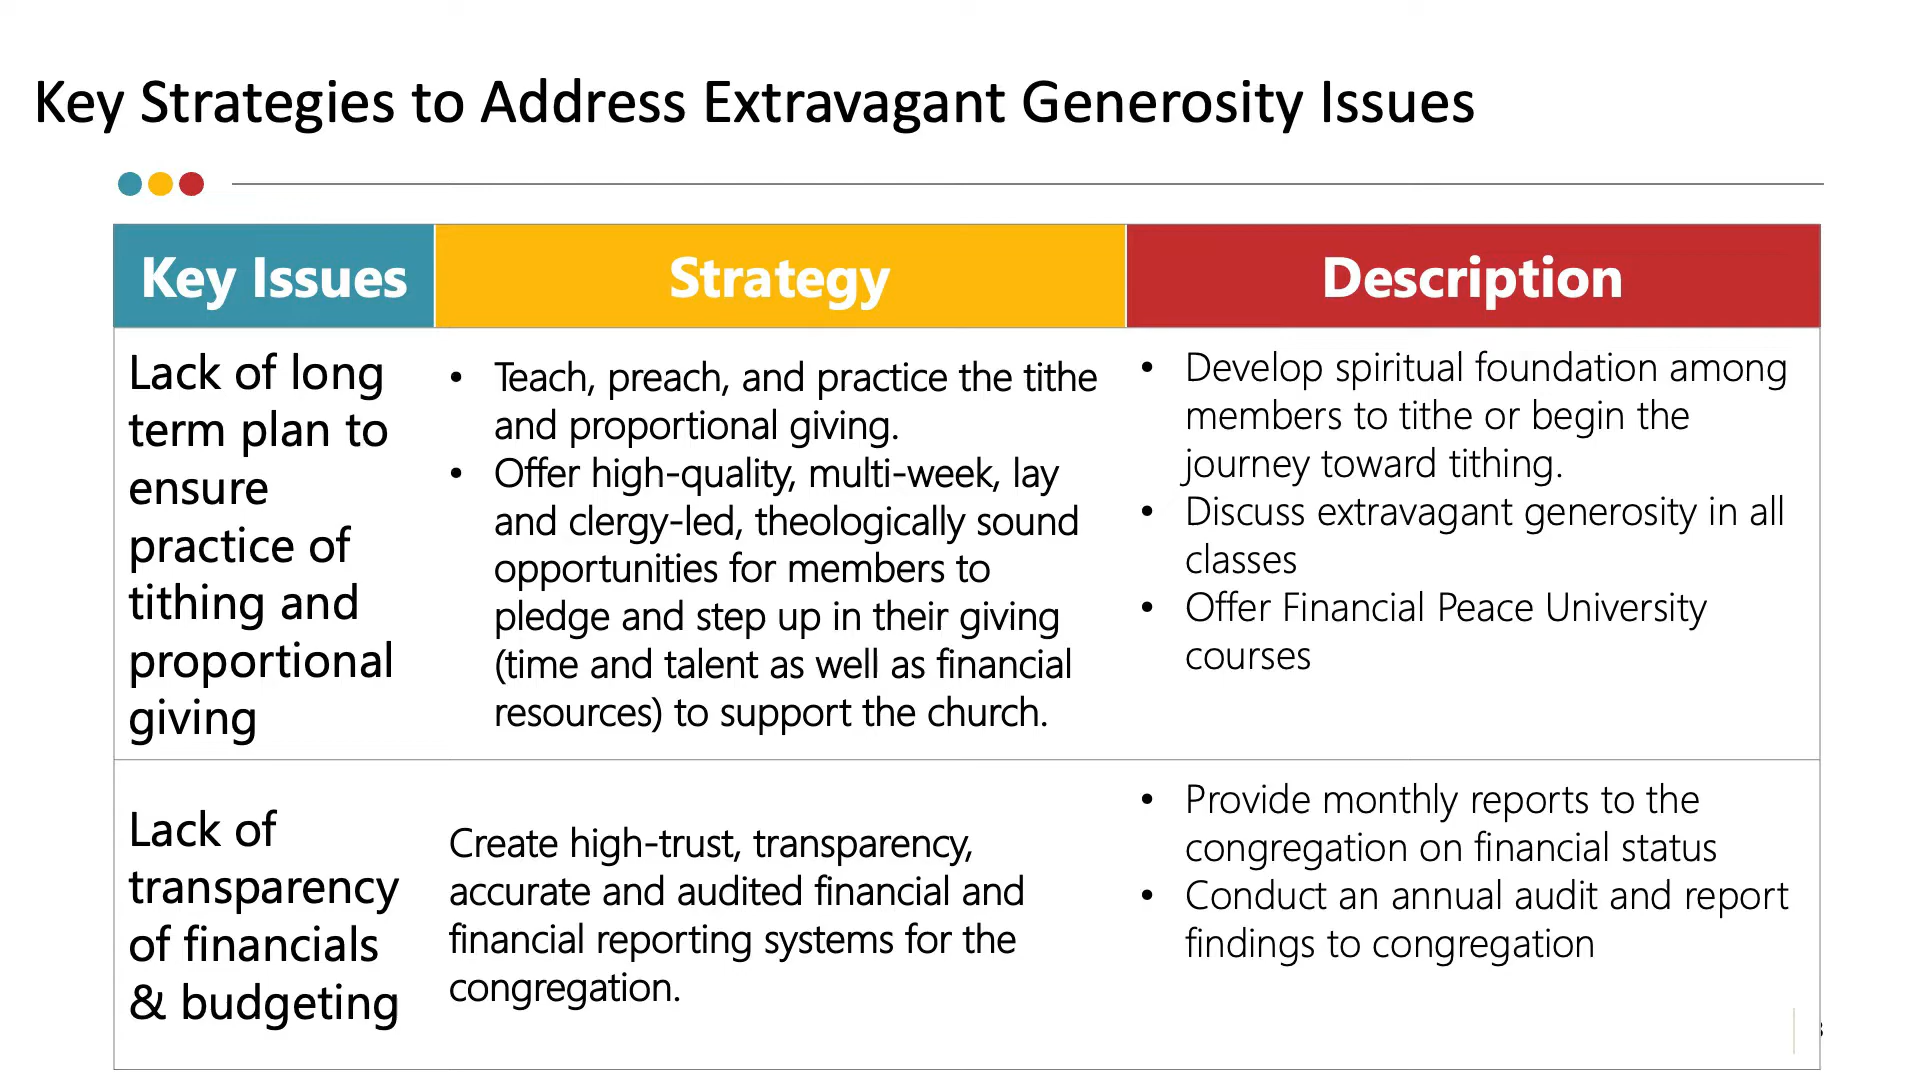 Key Strategies to Address Extravagant Generosity Issues
Key Issues
Strategy
Description
Lack of long
term plan to
ensure
practice of
tithing and
proportional
giving
• Teach, preach, and practice the tithe
and proportional giving.
• Offer high-quality, multi-week, lay
and clergy-led, theologically sound
opportunities for members to
pledge and step up in their giving
(time and talent as well as financial
resources) to support the church.
• Develop spiritual foundation among
members to tithe or begin the
journey toward tithing.
• Discuss extravagant generosity in all
classes
• Offer Financial Peace University
courses
Lack of
transparency
of financials
& budgeting
Create high-trust, transparency,
accurate and audited financial and
financial reporting systems for the
congregation.
• Provide monthly reports to the
congregation on financial status
• Conduct an annual audit and report
findings to congregation